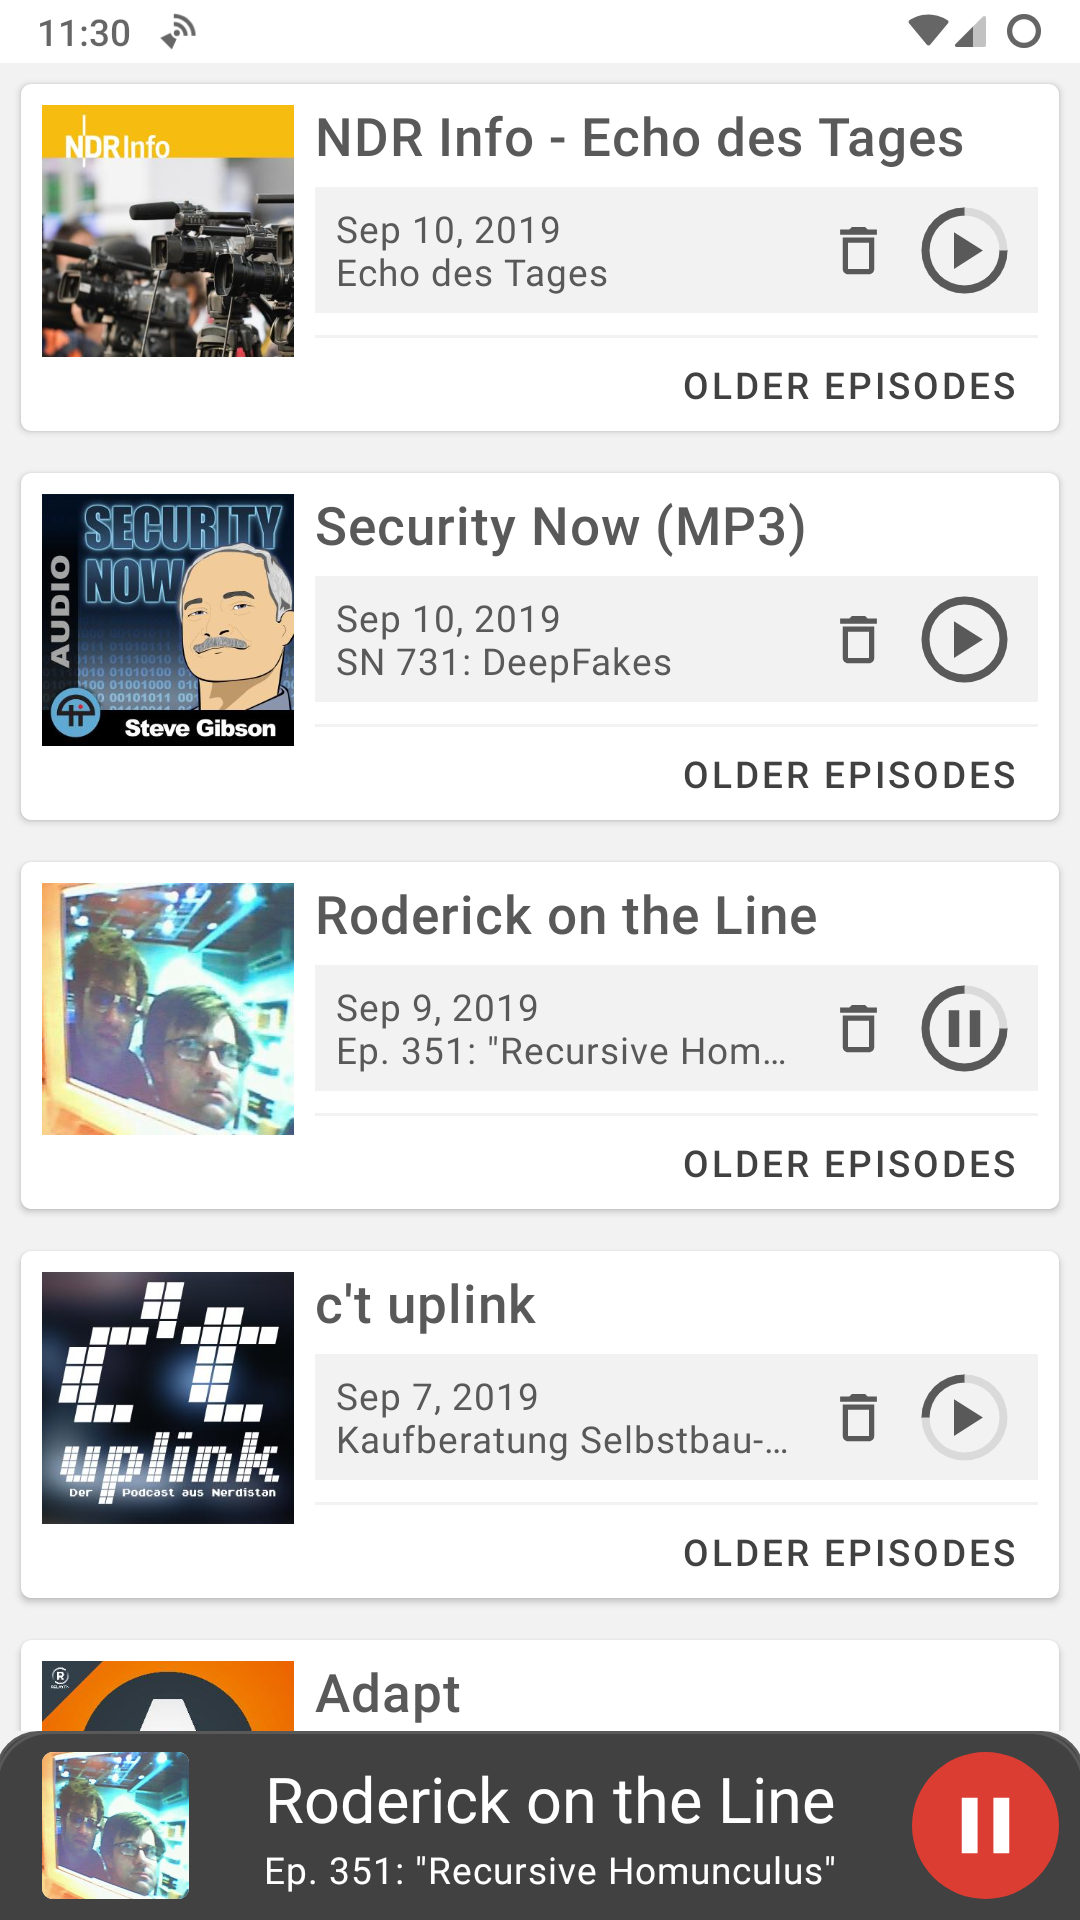 11:30
NDR Info
NDR Info - Echo des Tages
Sep 10, 2019
Echo des Tages
OLDER EPISODES
SECURITY
NOW
AUDIO
Steve Gibson
Security Now (MP3)
Sep 10, 2019
SN 731: DeepFakes
OLDER EPISODES
Roderick on the Line
Sep 9, 2019
Ep. 351: "Recursive Hom...
OLDER EPISODES
c't
uplink
Der Podcast aus Nerdistan
c't uplink
Sep 7, 2019
Kaufberatung Selbstbau-...
OLDER EPISODES
R
Adapt
Roderick on the Line
Ep. 351: "Recursive Homunculus"